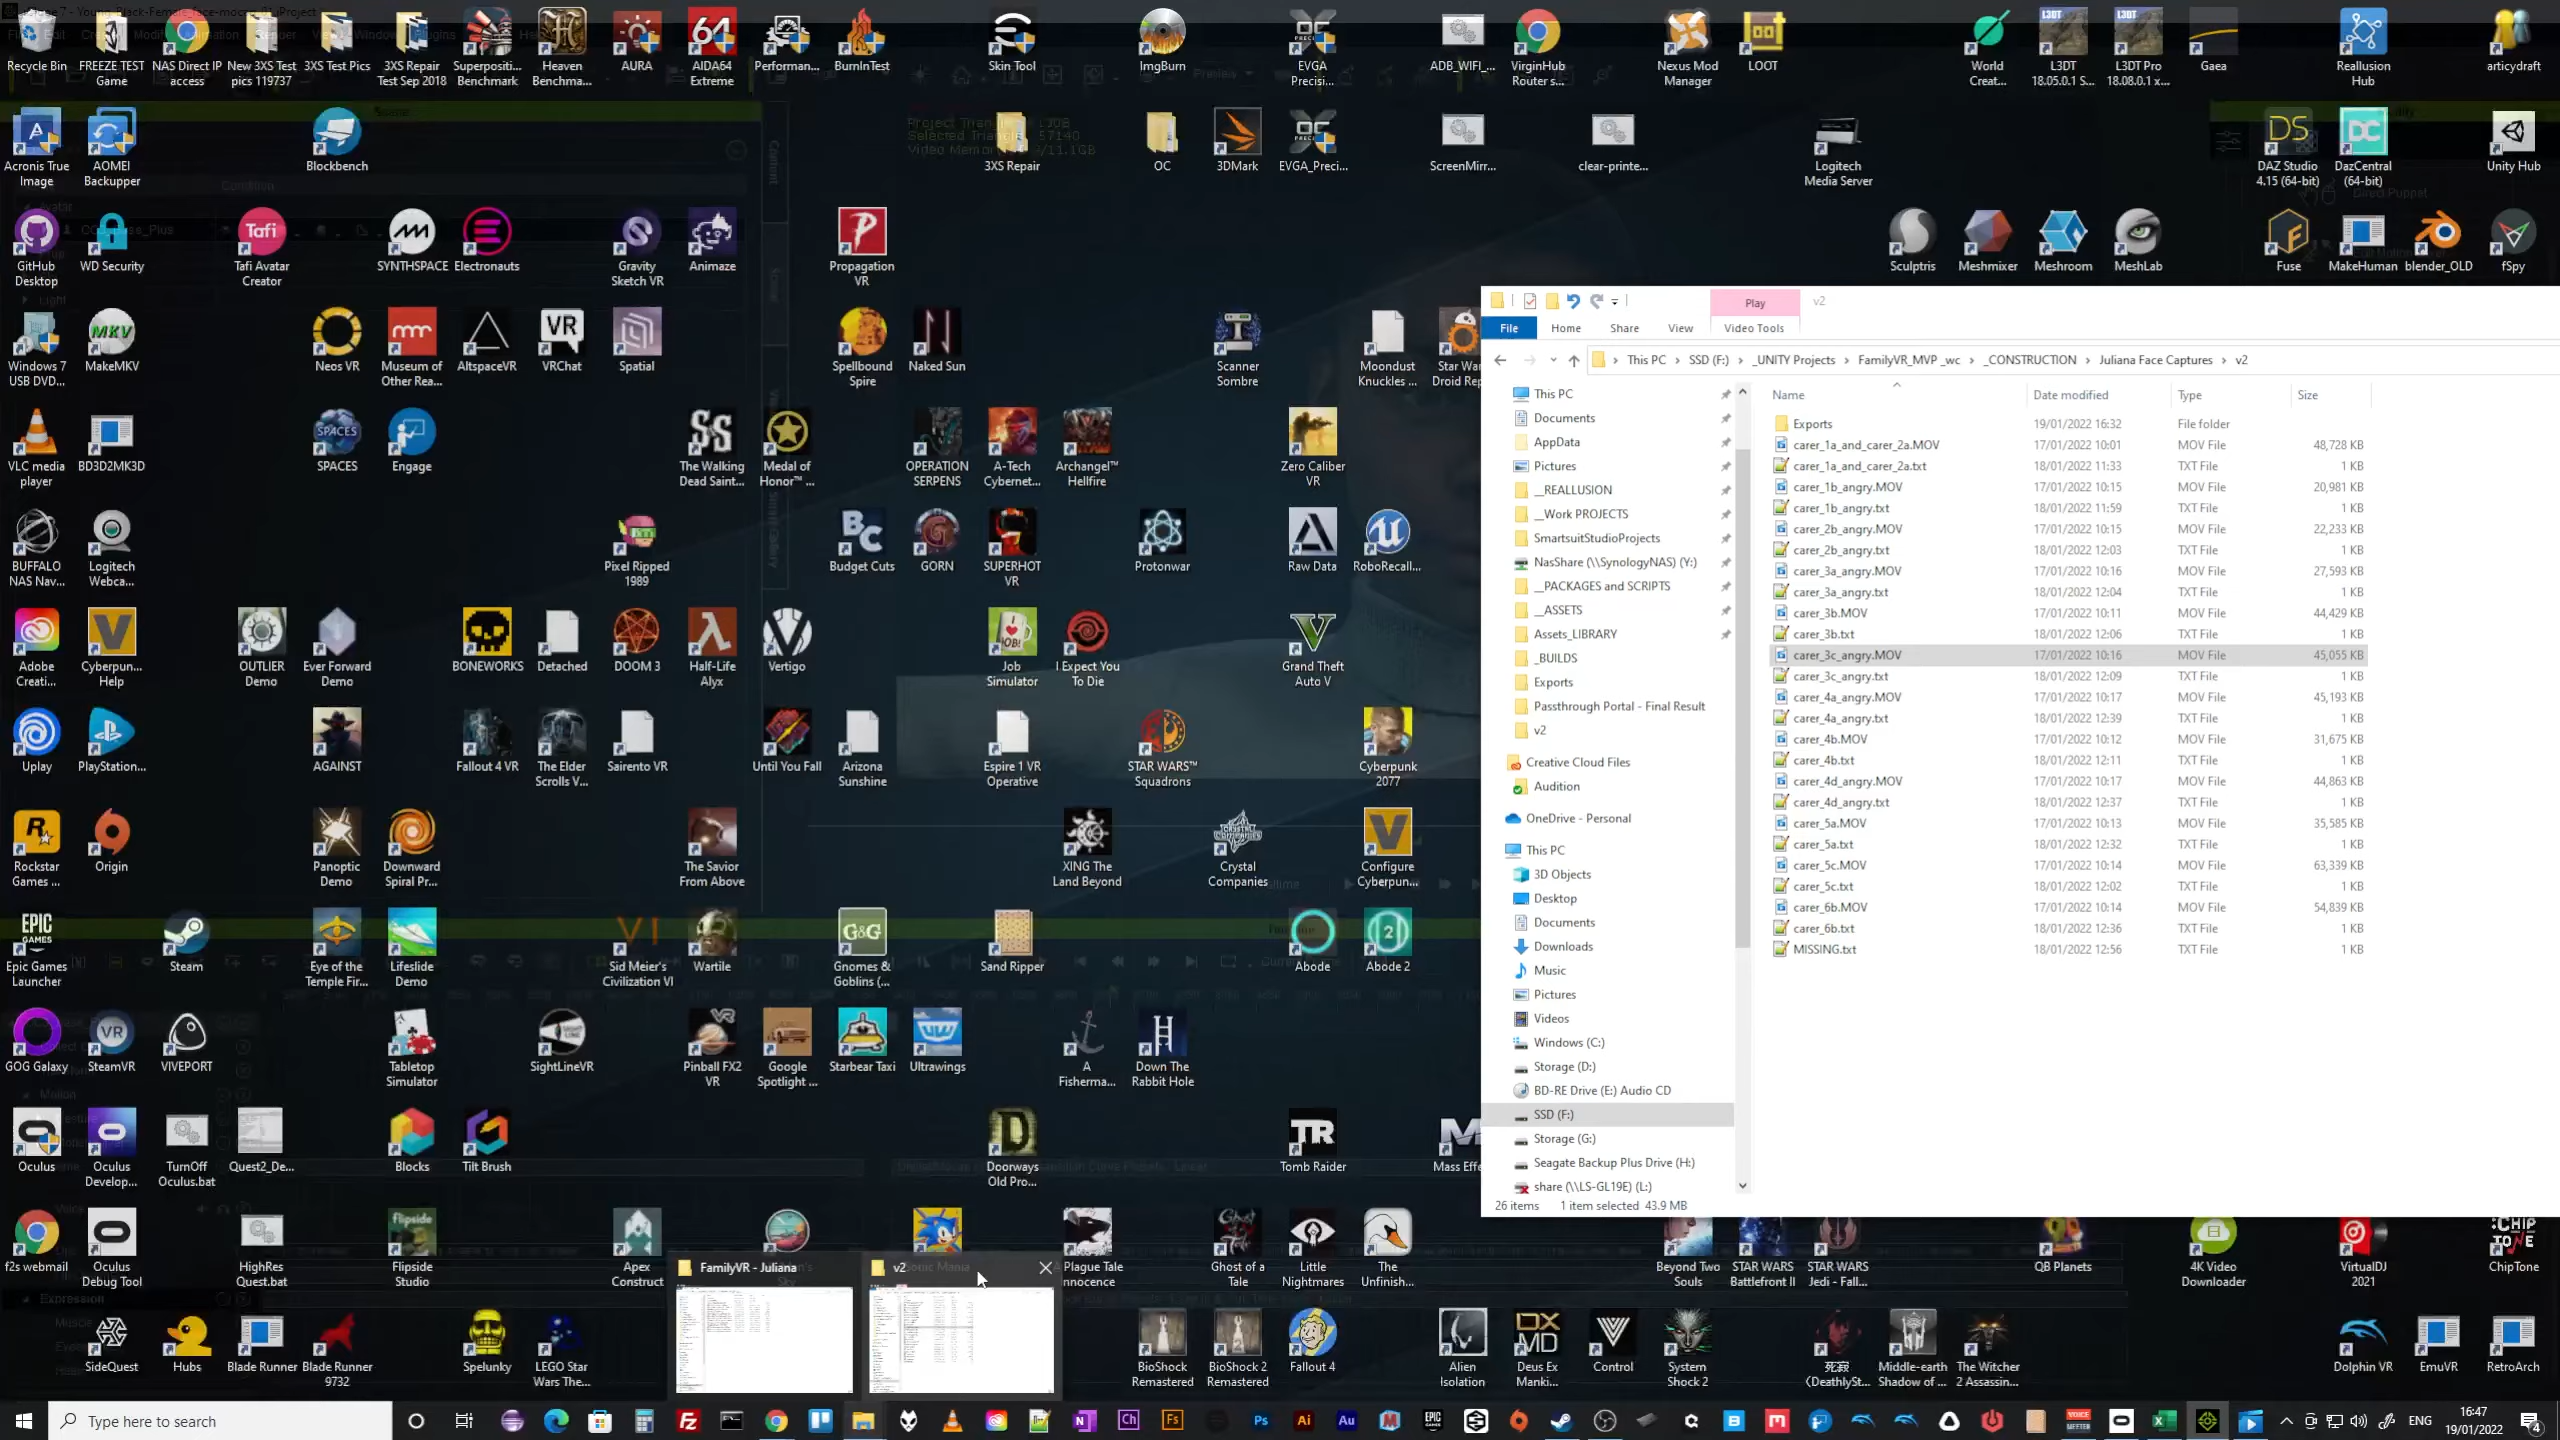 Recycle Bin
FREEZE TEST
Game
NAS Direct IP
access
New 3XS Test
pics 119737
3XS Test Pics
3XS Repair
Test Sep 2018
Superpositi...
Benchmark
Heaven
Benchma...
AURA
AIDA64
Extreme
Performan...
BurnInTest
Skin Tool
ImgBurn
EVGA
Precisi...
ADB_WIFI_...
VirginHub
Router s...
Nexus Mod
Manager
LOOT
World
Creat...
L3DT
18.05.0.1 S...
L3DT Pro
18.08.0.1 x...
Gaea
Reallusion
Hub
articydraft
Acronis True
Image
AOMEI
Backupper
Blockbench
3XS Repair
OC
3DMark
EVGA_Preci...
ScreenMirr...
clear-printe...
Logitech
Media Server
DAZ Studio
4.15 (64-bit)
DazCentral
(64-bit)
Unity Hub
GitHub
Desktop
WD Security
Tafi Avatar
Creator
SYNTHSPACE
Electronauts
Gravity
Sketch VR
Animaze
Propagation
VR
Sculptris
Meshmixer
Meshroom
MeshLab
Fuse
MakeHuman
blender_OLD
fSpy
Windows 7
USB DVD...
MakeMKV
Neos VR
Museum of
Other Rea...
AltspaceVR
VRChat
Spatial
Spellbound
Spire
Naked Sun
Scanner
Sombre
Moondust
Knuckles ...
Star War
Droid Rep
VLC media
player
BD3D2MK3D
SPACES
Engage
The Walking
Dead Saint...
Medal of
Honor™ ...
OPERATION
SERPENS
A-Tech
Cybernet...
Archangel™
Hellfire
Zero Caliber
VR
BUFFALO
NAS Nav...
Logitech
Webca...
Pixel Ripped
1989
Budget Cuts
GORN
SUPERHOT
VR
Protonwar
Raw Data
RoboRecall...
Adobe
Creati...
Cyberpun...
Help
OUTLIER
Demo
Ever Forward
Demo
BONEWORKS
Detached
DOOM 3
Half-Life
Alyx
Vertigo
Job
Simulator
I Expect You
To Die
Grand Theft
Auto V
Uplay
PlayStation...
AGAINST
Fallout 4 VR
The Elder
Scrolls V...
Sairento VR
Until You Fall
Arizona
Sunshine
Espire 1 VR
Operative
STAR WARS™
Squadrons
Cyberpunk
2077
Rockstar
Games ...
Origin
Panoptic
Demo
Downward
Spiral Pr...
The Savior
From Above
XING The
Land Beyond
Crystal
Companies
Configure
Cyberpun...
Epic Games
Launcher
Steam
Eye of the
Temple Fir...
Lifeslide
Demo
Sid Meier's
Civilization VI
Wartile
Gnomes &
Goblins (...
Sand Ripper
Abode
Abode 2
GOG Galaxy
SteamVR
VIVEPORT
Tabletop
Simulator
SightLineVR
Pinball FX2
VR
Google
Spotlight ...
Starbear Taxi
Ultrawings
A
Fisherma...
Down The
Rabbit Hole
Oculus
Oculus
Develop...
TurnOff
Oculus.bat
Quest2_De...
Blocks
Tilt Brush
Doorways
Old Pro...
Tomb Raider
Mass Effe
f2s webmail
Oculus
Debug Tool
HighRes
Quest.bat
Flipside
Studio
Apex
Construct
Plague Tale
nnocence
Ghost of a
Tale
Little
Nightmares
The
Unfinish...
Beyond Two
Souls
STAR WARS
Battlefront II
STAR WARS
Jedi - Fall...
QB Planets
4K Video
Downloader
VirtualDJ
2021
ChipTone
SideQuest
Hubs
Blade Runner
Blade Runner
9732
Spelunky
LEGO Star
Wars The...
BioShock
Remastered
BioShock 2
Remastered
Fallout 4
Alien
Isolation
Deus Ex
Manki...
Control
System
Shock 2
死寂
《DeathlySt...
Middle-earth
Shadow of ...
The Witcher
2 Assassin...
Dolphin VR
EmuVR
RetroArch
Play
v2
File
Home
Share
View
Video Tools
This PC
SSD (F:)
_UNITY Projects
FamilyVR_MVP _wc
_CONSTRUCTION
Juliana Face Captures
v2
This PC
Documents
AppData
Pictures
__REALLUSION
__Work PROJECTS
SmartsuitStudioProjects
NasShare (\\SynologyNAS) (Y:)
__PACKAGES and SCRIPTS
__ASSETS
Assets_LIBRARY
_BUILDS
Exports
Passthrough Portal - Final Result
v2
Creative Cloud Files
Audition
OneDrive - Personal
This PC
3D Objects
Desktop
Documents
Downloads
Music
Pictures
Videos
Windows (C:)
Storage (D:)
BD-RE Drive (E:) Audio CD
SSD (F:)
Storage (G:)
Seagate Backup Plus Drive (H:)
share (\\LS-GL19E) (L:)
Name Date modified Type Size
Exports 19/01/2022 16:32 File folder
carer_1a_and_carer_2a.MOV 17/01/2022 10:01 MOV File 48,728 KB
carer_1a_and_carer_2a.txt 18/01/2022 11:33 TXT File 1 KB
carer_1b_angry.MOV 17/01/2022 10:15 MOV File 20,981 KB
carer_1b_angry.txt 18/01/2022 11:59 TXT File 1 KB
carer_2b_angry.MOV 17/01/2022 10:15 MOV File 22,233 KB
carer_2b_angry.txt 18/01/2022 12:03 TXT File 1 KB
carer_3a_angry.MOV 17/01/2022 10:16 MOV File 27,593 KB
carer_3a_angry.txt 18/01/2022 12:04 TXT File 1 KB
carer_3b.MOV 17/01/2022 10:11 MOV File 44,429 KB
carer_3b.txt 18/01/2022 12:06 TXT File 1 KB
carer_3c_angry.MOV 17/01/2022 10:16 MOV File 45,055 KB
carer_3c_angry.txt 18/01/2022 12:09 TXT File 1 KB
carer_4a_angry.MOV 17/01/2022 10:17 MOV File 45,193 KB
carer_4a_angry.txt 18/01/2022 12:39 TXT File 1 KB
carer_4b.MOV 17/01/2022 10:12 MOV File 31,675 KB
carer_4b.txt 18/01/2022 12:11 TXT File 1 KB
carer_4d_angry.MOV 17/01/2022 10:17 MOV File 44,863 KB
carer_4d_angry.txt 18/01/2022 12:37 TXT File 1 KB
carer_5a.MOV 17/01/2022 10:13 MOV File 35,585 KB
carer_5a.txt 18/01/2022 12:32 TXT File 1 KB
carer_5c.MOV 17/01/2022 10:14 MOV File 63,339 KB
carer_5c.txt 18/01/2022 12:02 TXT File 1 KB
carer_6b.MOV 17/01/2022 10:14 MOV File 54,839 KB
carer_6b.txt 18/01/2022 12:36 TXT File 1 KB
MISSING.txt 18/01/2022 12:56 TXT File 1 KB
26 items 1 item selected 43.9 MB
FamilyVR - Juliana
v2
Type here to search
ENG
16:47
19/01/2022